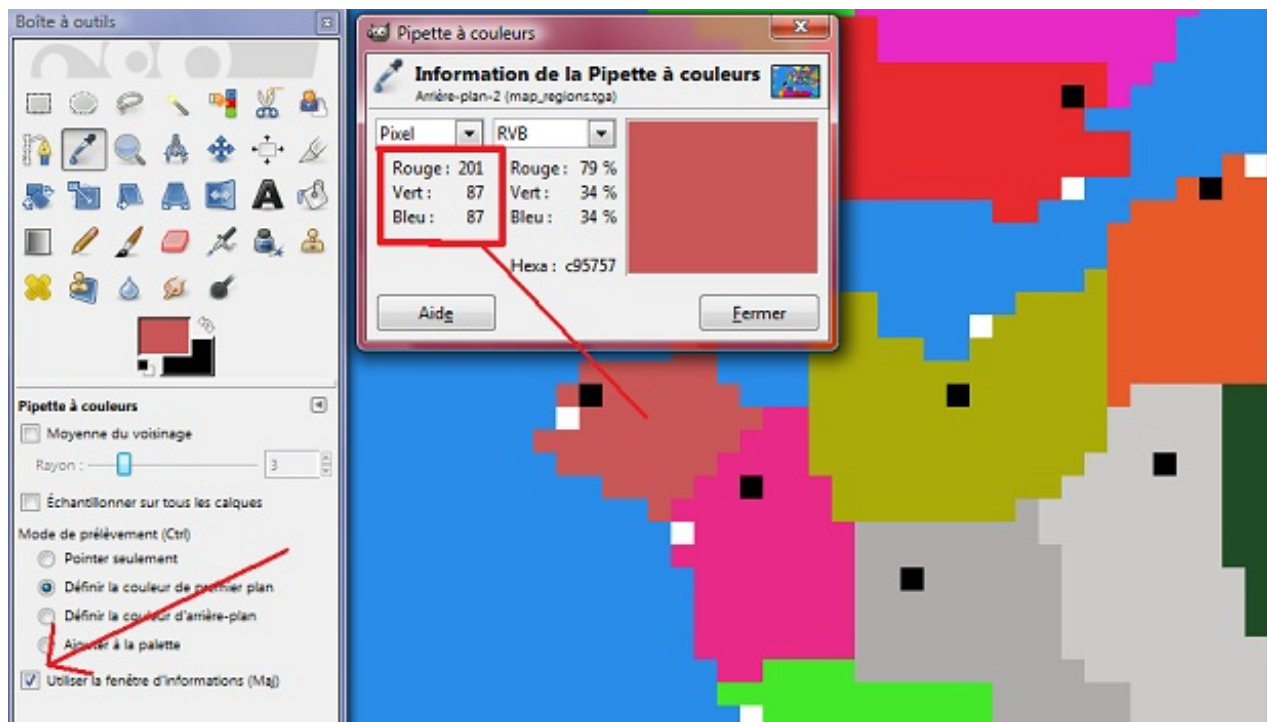 Boîte à outils
Pipette à couleurs
Information de la Pipette à couleurs
Arrière-plan-2 (map_regions.tga)
Pixel RVB
Rouge : 201 Rouge : 79 %
Vert : 87 Vert : 34 %
Bleu : 87 Bleu : 34 %
Hexa : c95757
Aide Fermer
Pipette à couleurs
Moyenne du voisinage
Rayon : 3
Échantillonner sur tous les calques
Mode de prélèvement (Ctrl)
Pointer seulement
Définir la couleur de premier plan
Définir la couleur d'arrière-plan
Ajouter à la palette
Utiliser la fenêtre d'informations (Maj)